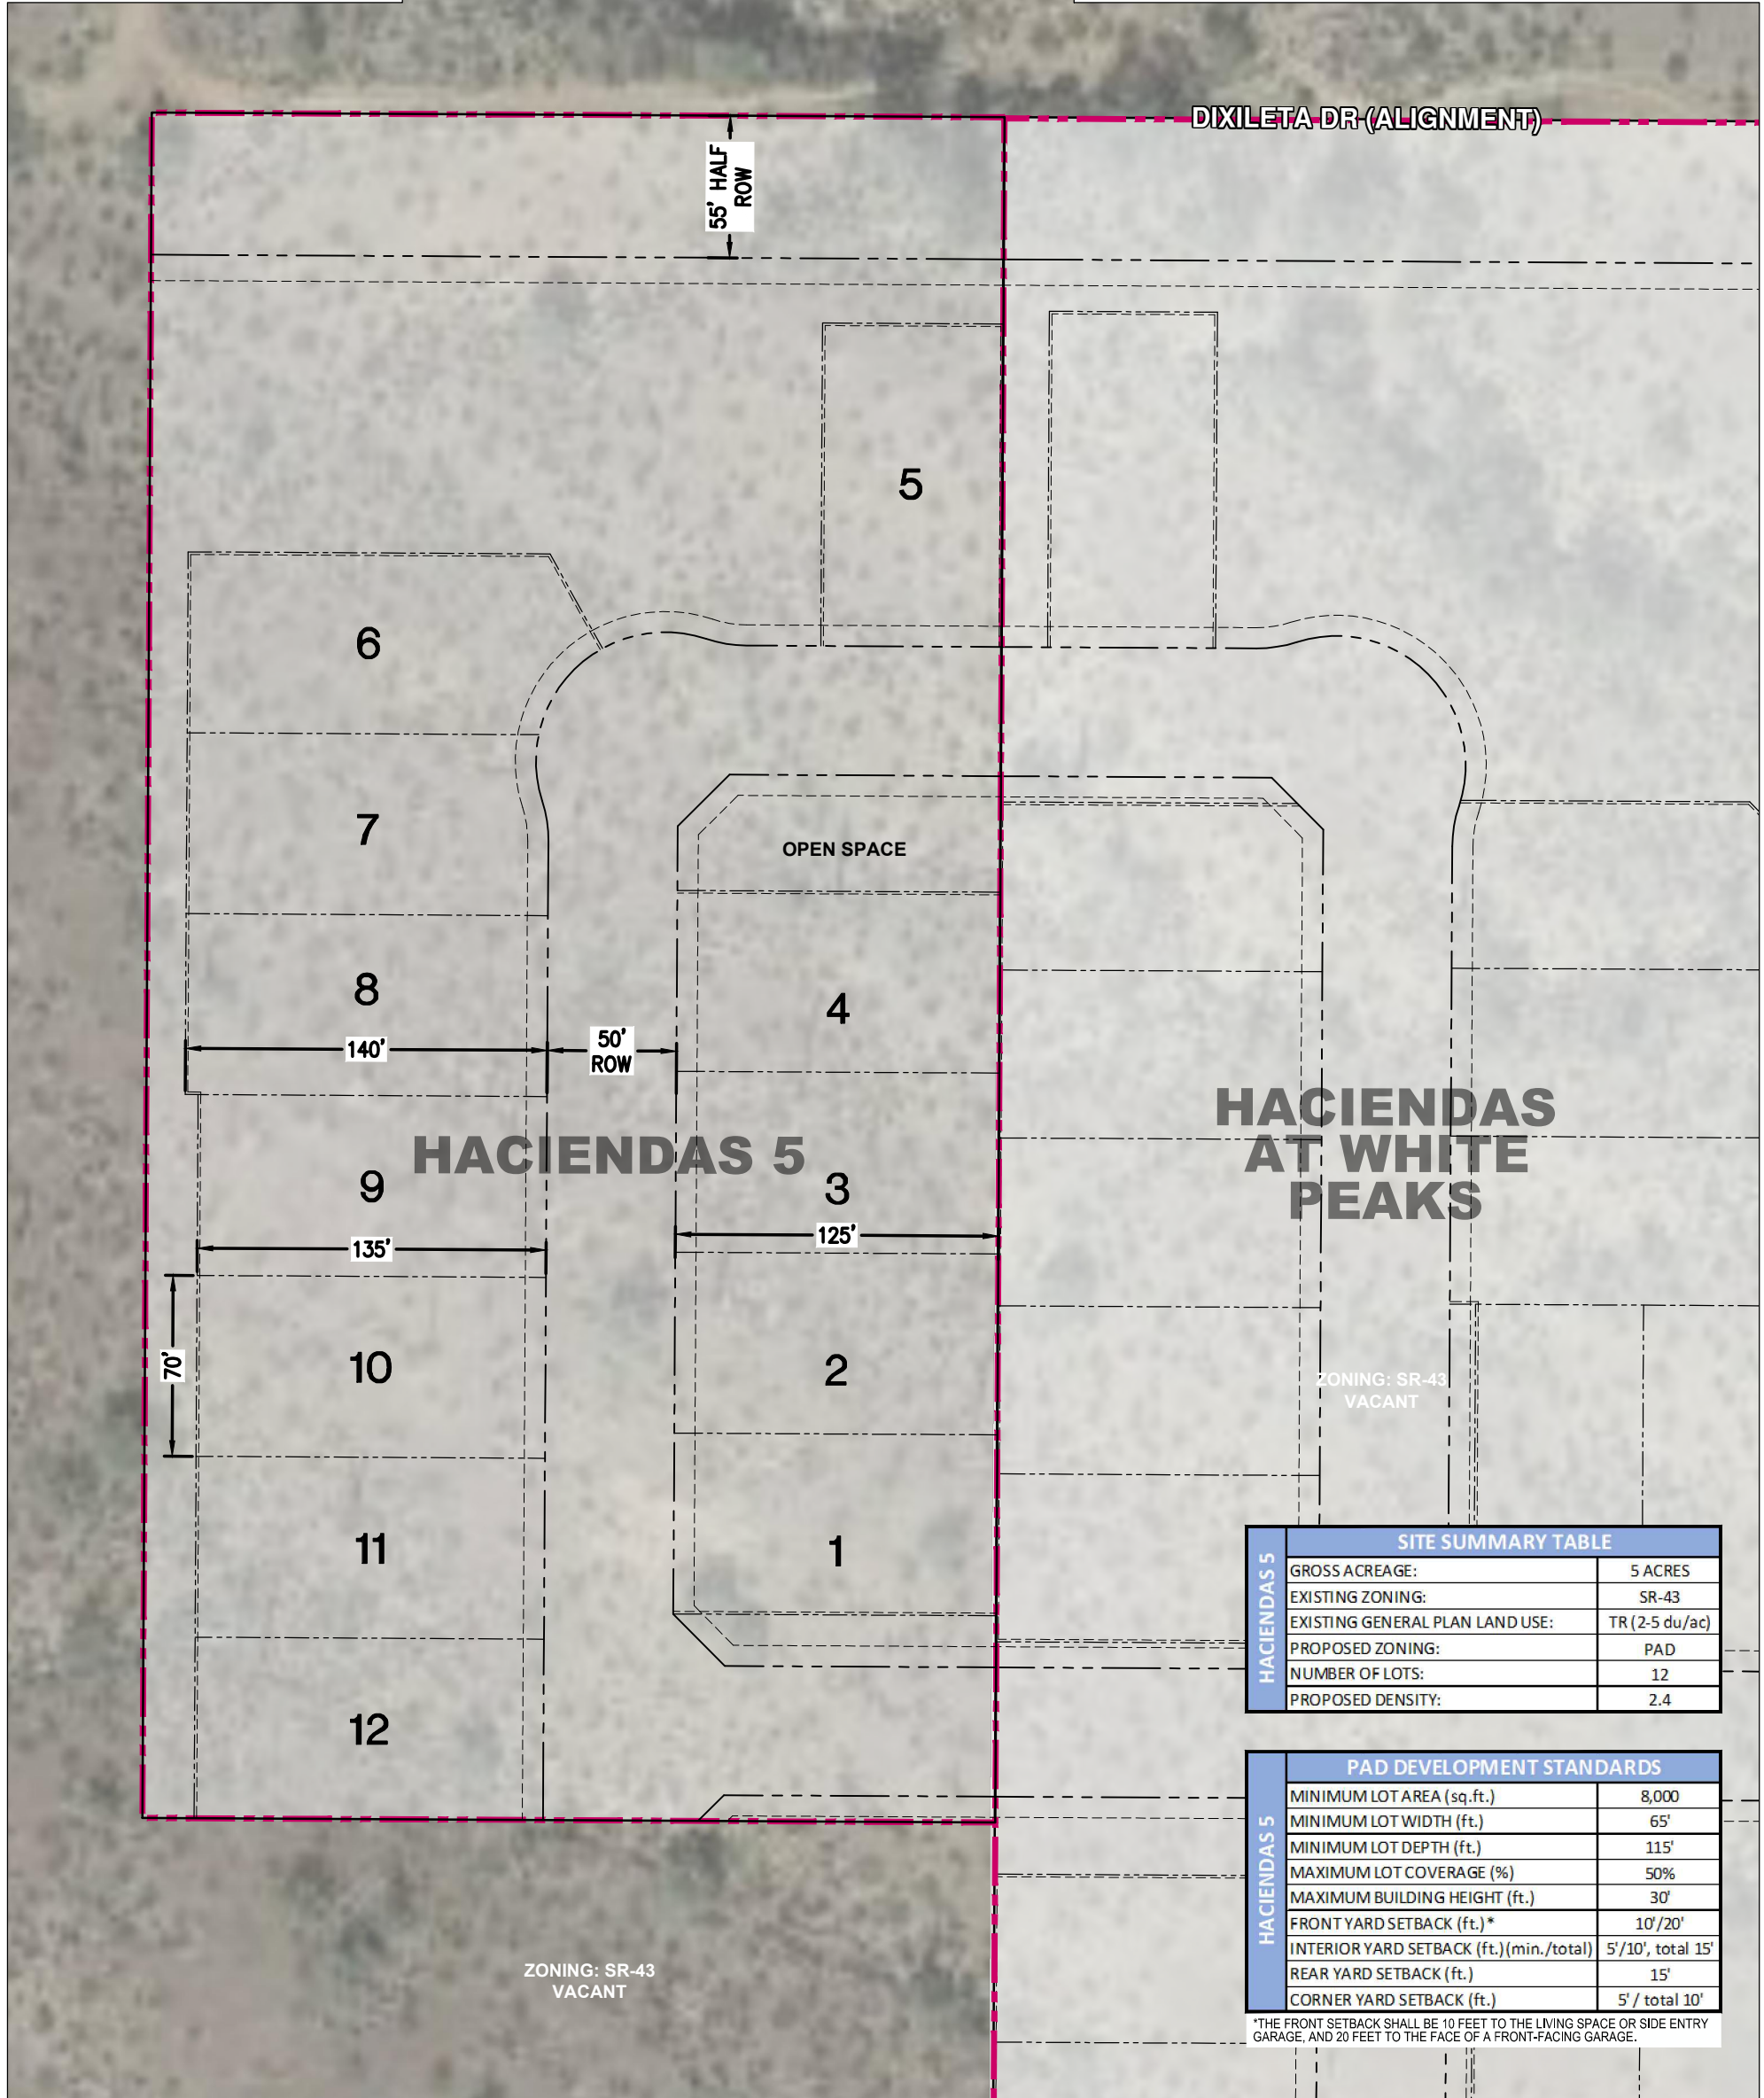 DIXILETA DR (ALIGNMENT)
55' HALF
ROW
5
6
7
OPEN SPACE
8
4
140'
50'
ROW
HACIENDAS 5
HACIENDAS
AT WHITE
PEAKS
9
3
135'
125'
10
2
70'
ZONING: SR-43
VACANT
11
1
12
HACIENDAS 5
SITE SUMMARY TABLE
GROSS ACREAGE: 5 ACRES
EXISTING ZONING: SR-43
EXISTING GENERAL PLAN LAND USE: TR (2-5 du/ac)
PROPOSED ZONING: PAD
NUMBER OF LOTS: 12
PROPOSED DENSITY: 2.4
HACIENDAS 5
PAD DEVELOPMENT STANDARDS
MINIMUM LOT AREA (sq.ft.) 8,000
MINIMUM LOT WIDTH (ft.) 65'
MINIMUM LOT DEPTH (ft.) 115'
MAXIMUM LOT COVERAGE (%) 50%
MAXIMUM BUILDING HEIGHT (ft.) 30'
FRONT YARD SETBACK (ft.)* 10'/20'
INTERIOR YARD SETBACK (ft.)(min./total) 5'/10', total 15'
REAR YARD SETBACK (ft.) 15'
CORNER YARD SETBACK (ft.) 5' / total 10'
*THE FRONT SETBACK SHALL BE 10 FEET TO THE LIVING SPACE OR SIDE ENTRY
GARAGE, AND 20 FEET TO THE FACE OF A FRONT-FACING GARAGE.
ZONING: SR-43
VACANT